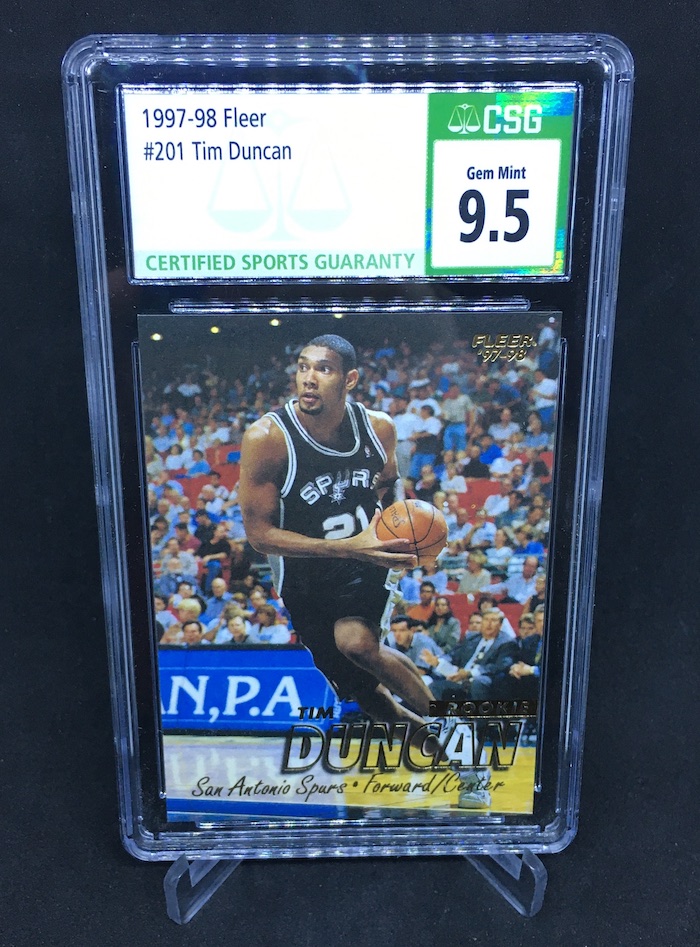 1997-98 Fleer
#201 Tim Duncan
CERTIFIED SPORTS GUARANTY
CSG
Gem Mint
9.5
FLEER
'97-98
SPURS
21
N,P.A.
ROOKIE
TIM
DUNCAN
San Antonio Spurs • Forward/Center